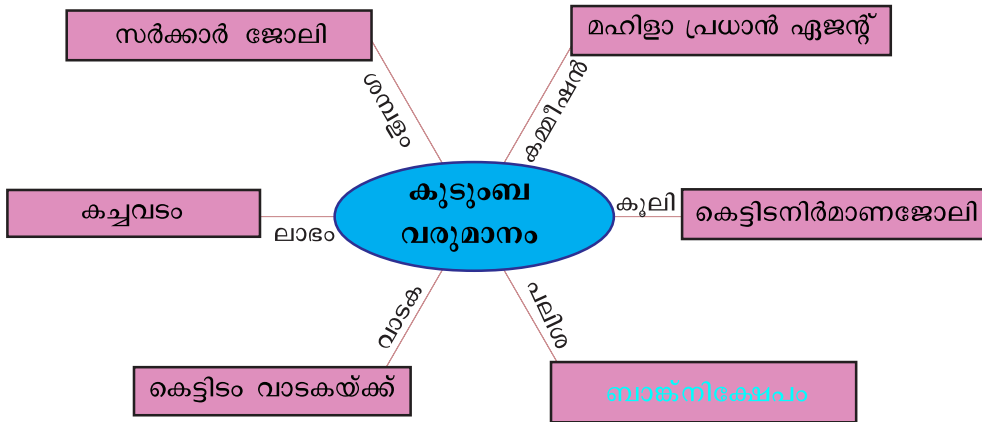 സർക്കാർ ജോലി
മഹിളാ പ്രധാൻ ഏജന്റ്
ശമ്പളം
കമ്മീഷൻ
കച്ചവടം
ലാഭം
കുടുംബ
വരുമാനം
കൂലി
കെട്ടിടനിർമാണജോലി
വാടക
പലിശ
കെട്ടിടം വാടകയ്ക്ക്
ബാങ്ക്നിക്ഷേപം